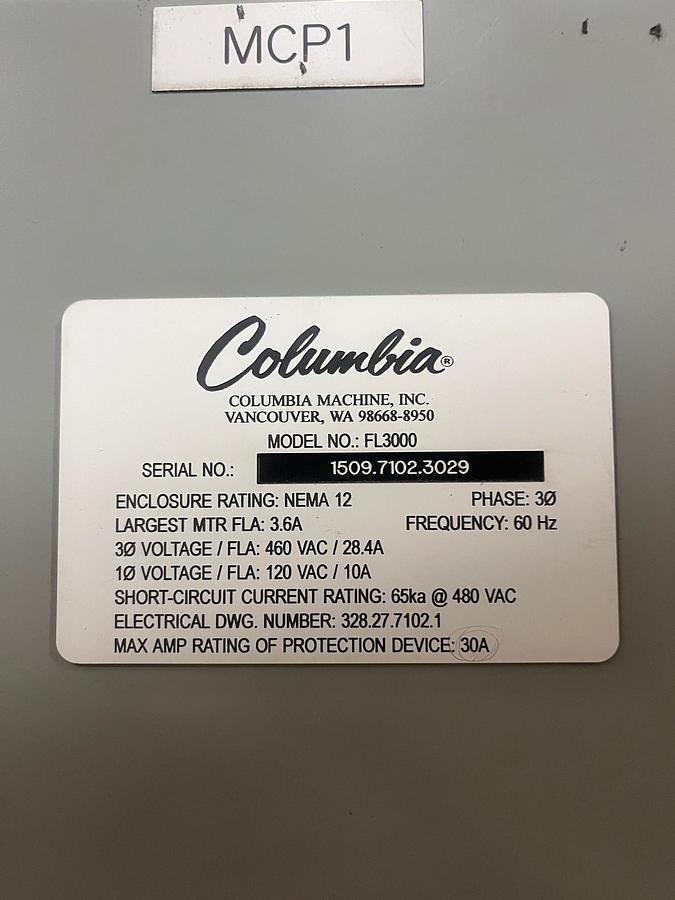 MCP1
Columbia®
COLUMBIA MACHINE, INC.
VANCOUVER, WA 98668-8950
MODEL NO.: FL3000
SERIAL NO.: 1509.7102.3029
ENCLOSURE RATING: NEMA 12 PHASE: 3Ø
LARGEST MTR FLA: 3.6A FREQUENCY: 60 Hz
3Ø VOLTAGE / FLA: 460 VAC / 28.4A
1Ø VOLTAGE / FLA: 120 VAC / 10A
SHORT-CIRCUIT CURRENT RATING: 65ka @ 480 VAC
ELECTRICAL DWG. NUMBER: 328.27.7102.1
MAX AMP RATING OF PROTECTION DEVICE: 30A